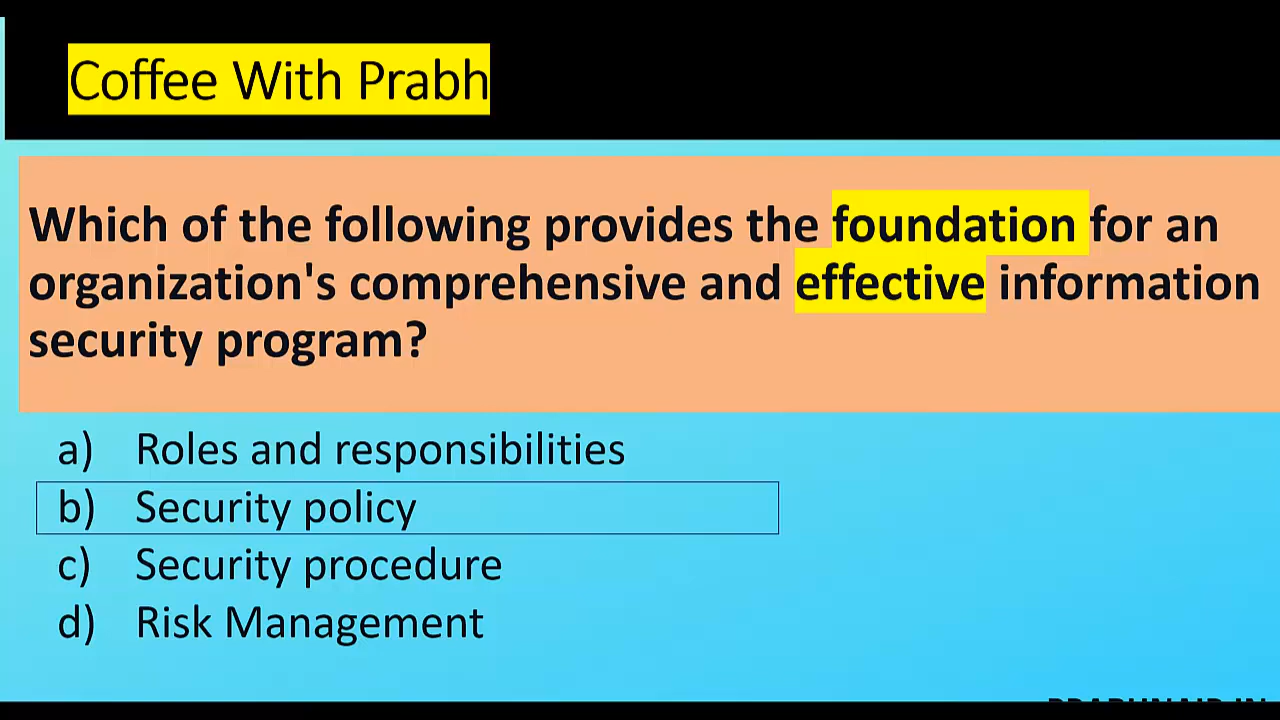 Coffee With Prabh
Which of the following provides the foundation for an
organization's comprehensive and effective information
security program?
a) Roles and responsibilities
b) Security policy
c) Security procedure
d) Risk Management